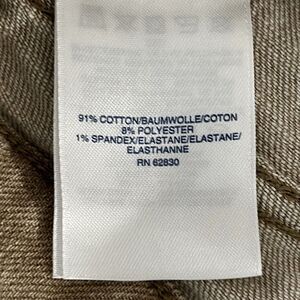 91% COTTON/BAUMWOLLE/COTON
8% POLYESTER
1% SPANDEX/ELASTANE/ELASTANE/
ELASTHANNE
RN 62830